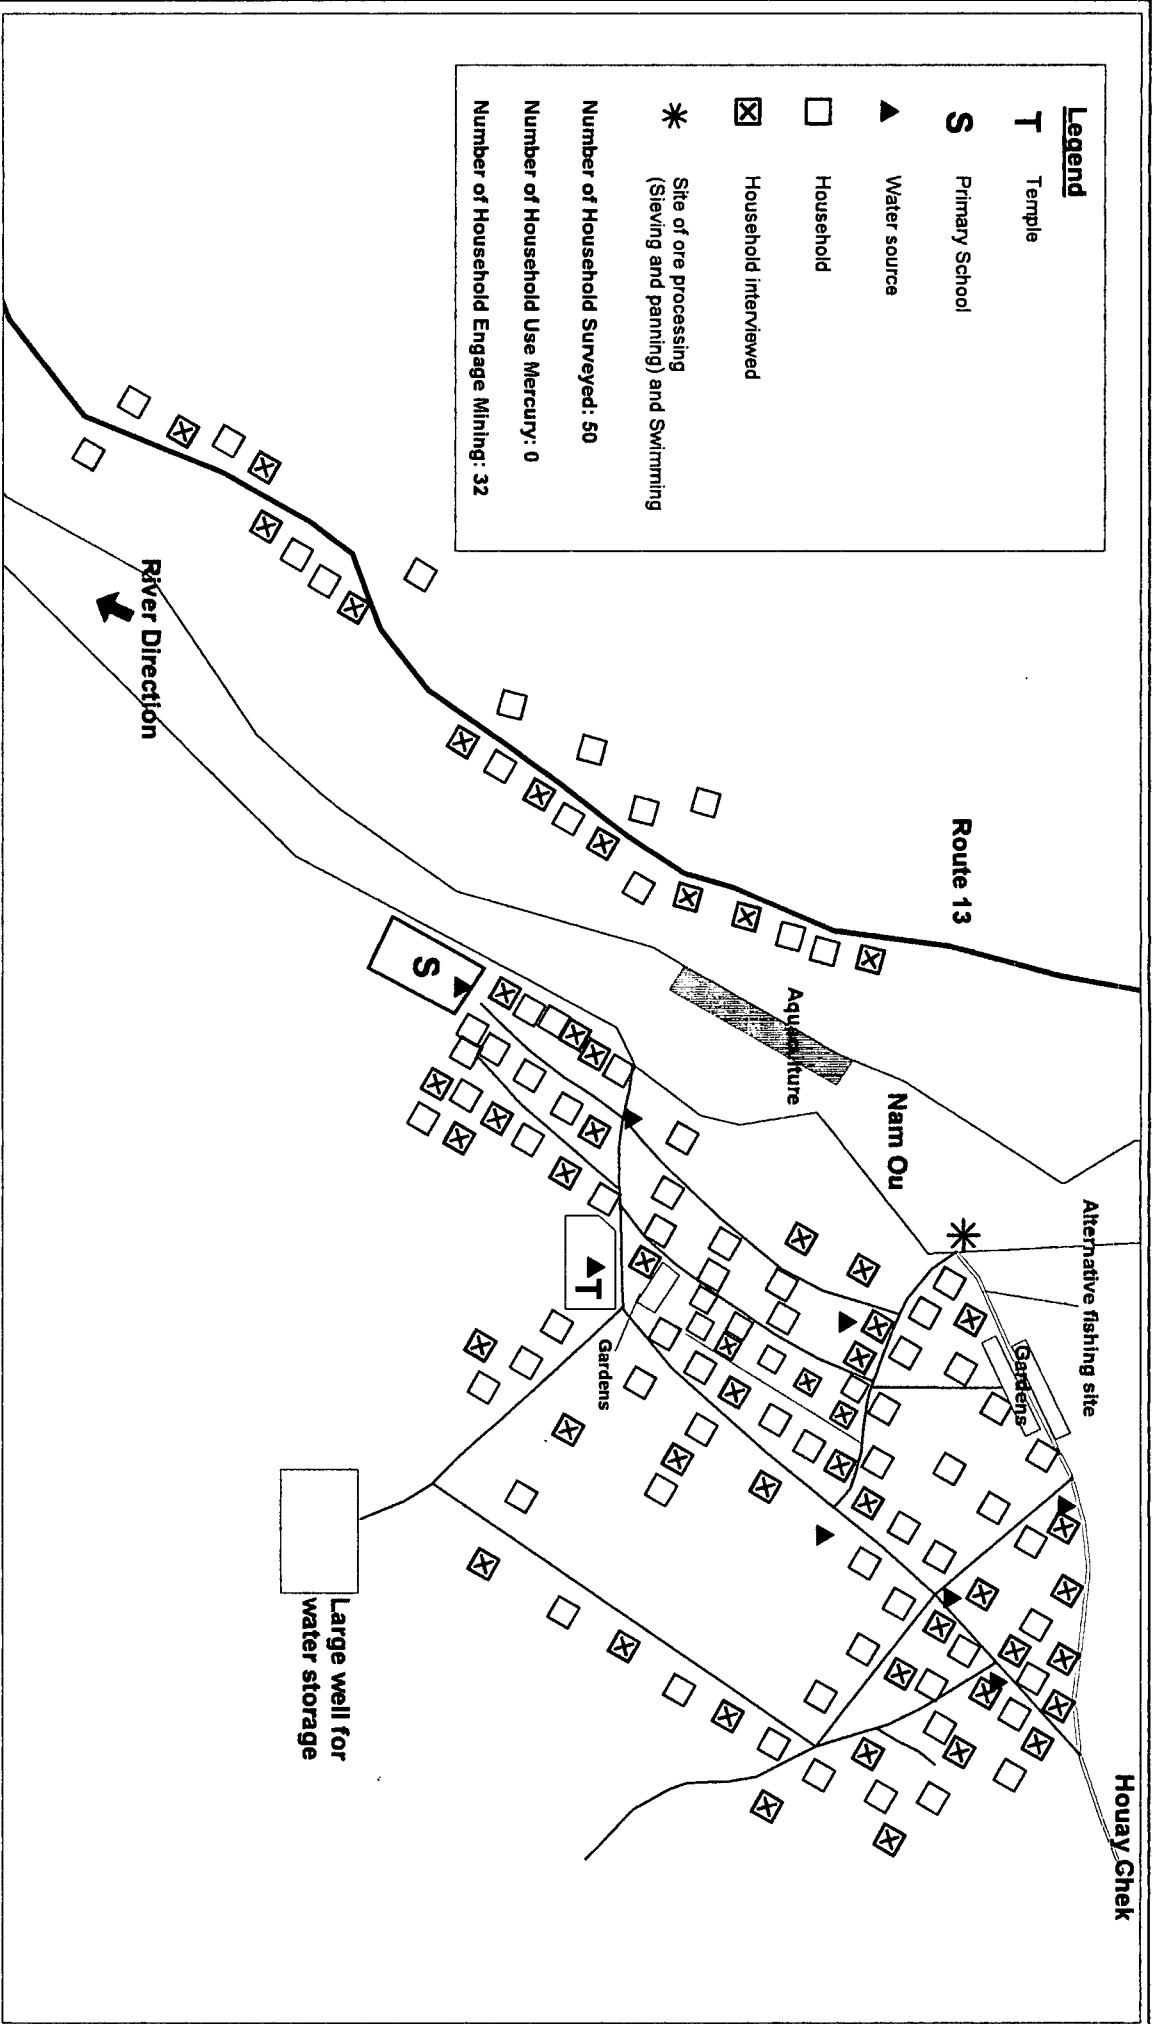 Legend
T Temple
S Primary School
Water source
Household
Household interviewed
Site of ore processing
(Sieving and panning) and Swimming
Number of Household Surveyed: 50
Number of Household Use Mercury: 0
Number of Household Engage Mining: 32
Route 13
River Direction
Aquaculture
Nam Ou
Alternative fishing site
Gardens
Gardens
S
T
Houay Chek
Large well for
water storage